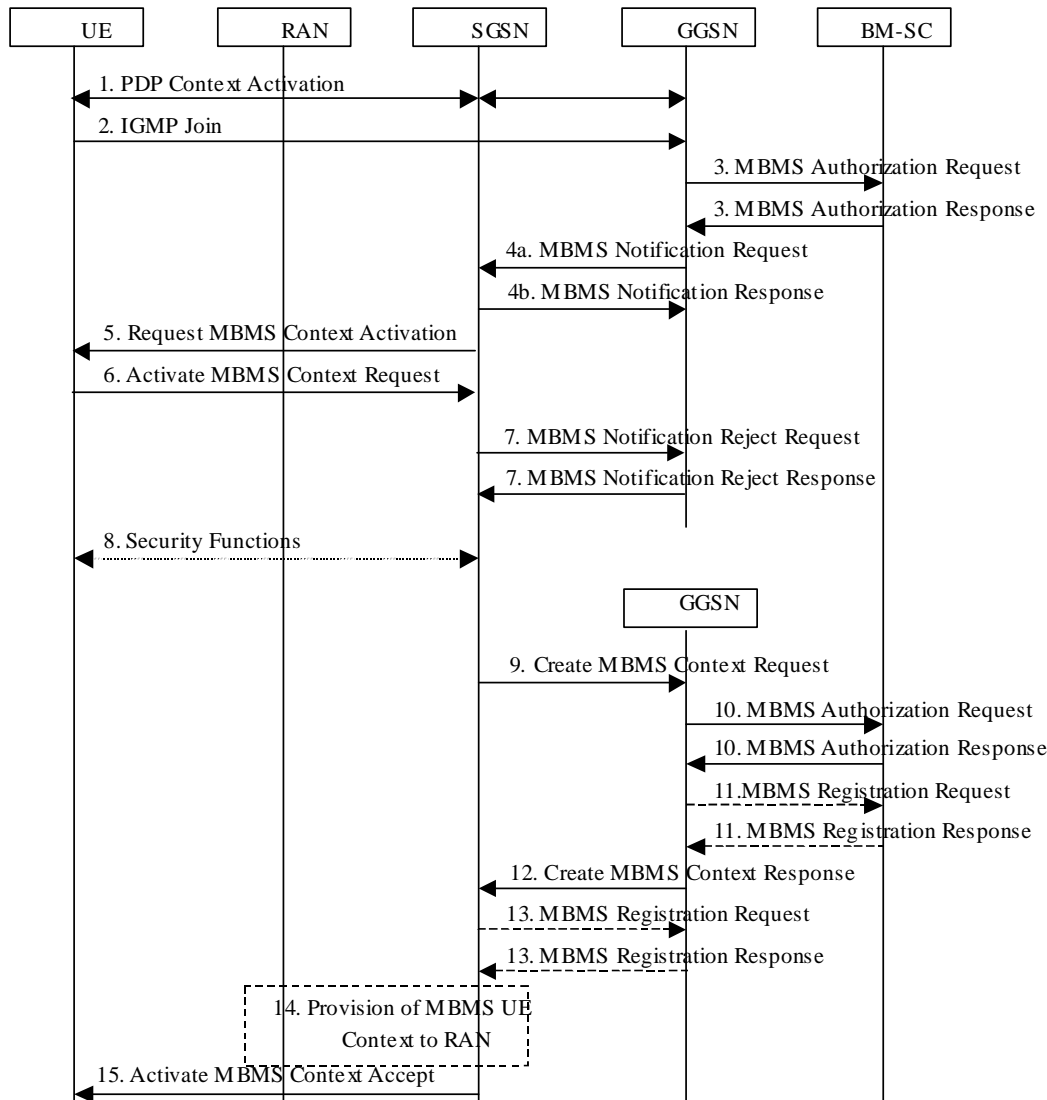 UE
RAN
SGSN
GGSN
BM-SC
1. PDP Context Activation
2. IGMP Join
3. MBMS Authorization Request
3. MBMS Authorization Response
4a. MBMS Notification Request
4b. MBMS Notification Response
5. Request MBMS Context Activation
6. Activate MBMS Context Request
7. MBMS Notification Reject Request
7. MBMS Notification Reject Response
8. Security Functions
GGSN
9. Create MBMS Context Request
10. MBMS Authorization Request
10. MBMS Authorization Response
11.MBMS Registration Request
11. MBMS Registration Response
12. Create MBMS Context Response
13. MBMS Registration Request
13. MBMS Registration Response
14. Provision of MBMS UE
Context to RAN
15. Activate MBMS Context Accept